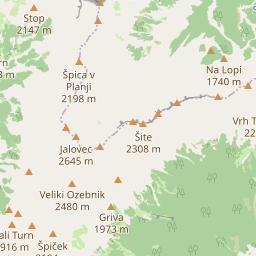 Stop
2147 m
Na Lopi
1740 m
Špica v
Planji
2198 m
Vrh T
Šite
2308 m
Jalovec
2645 m
Veliki Ozebnik
2480 m
Griva
1973 m
ali Turn
916 m
Špiček